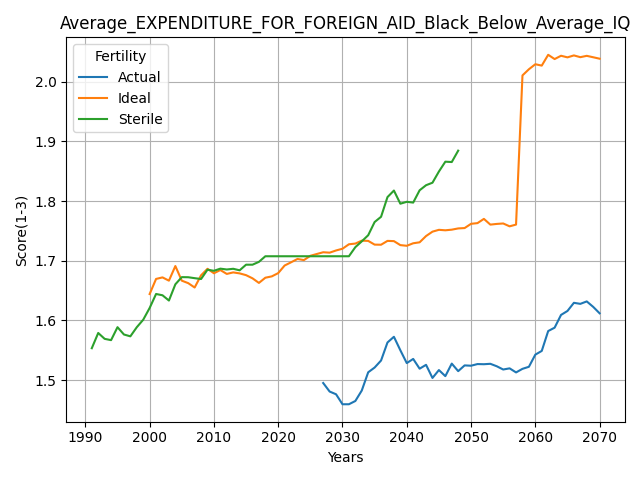 Average_EXPENDITURE_FOR_FOREIGN_AID_Black_Below_Average_IQ
Fertility
Actual
Ideal
Sterile
Score(1-3)
2.0
1.9
1.8
1.7
1.6
1.5
1990 2000 2010 2020 2030 2040 2050 2060 2070
Years